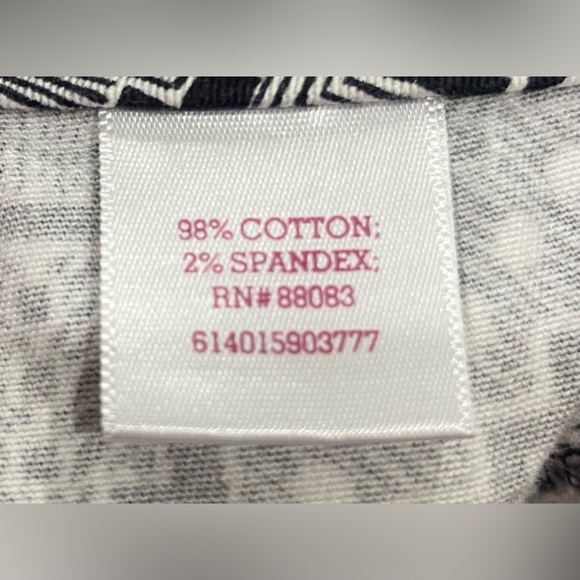 98% COTTON;
2% SPANDEX;
RN# 88083
614015903777